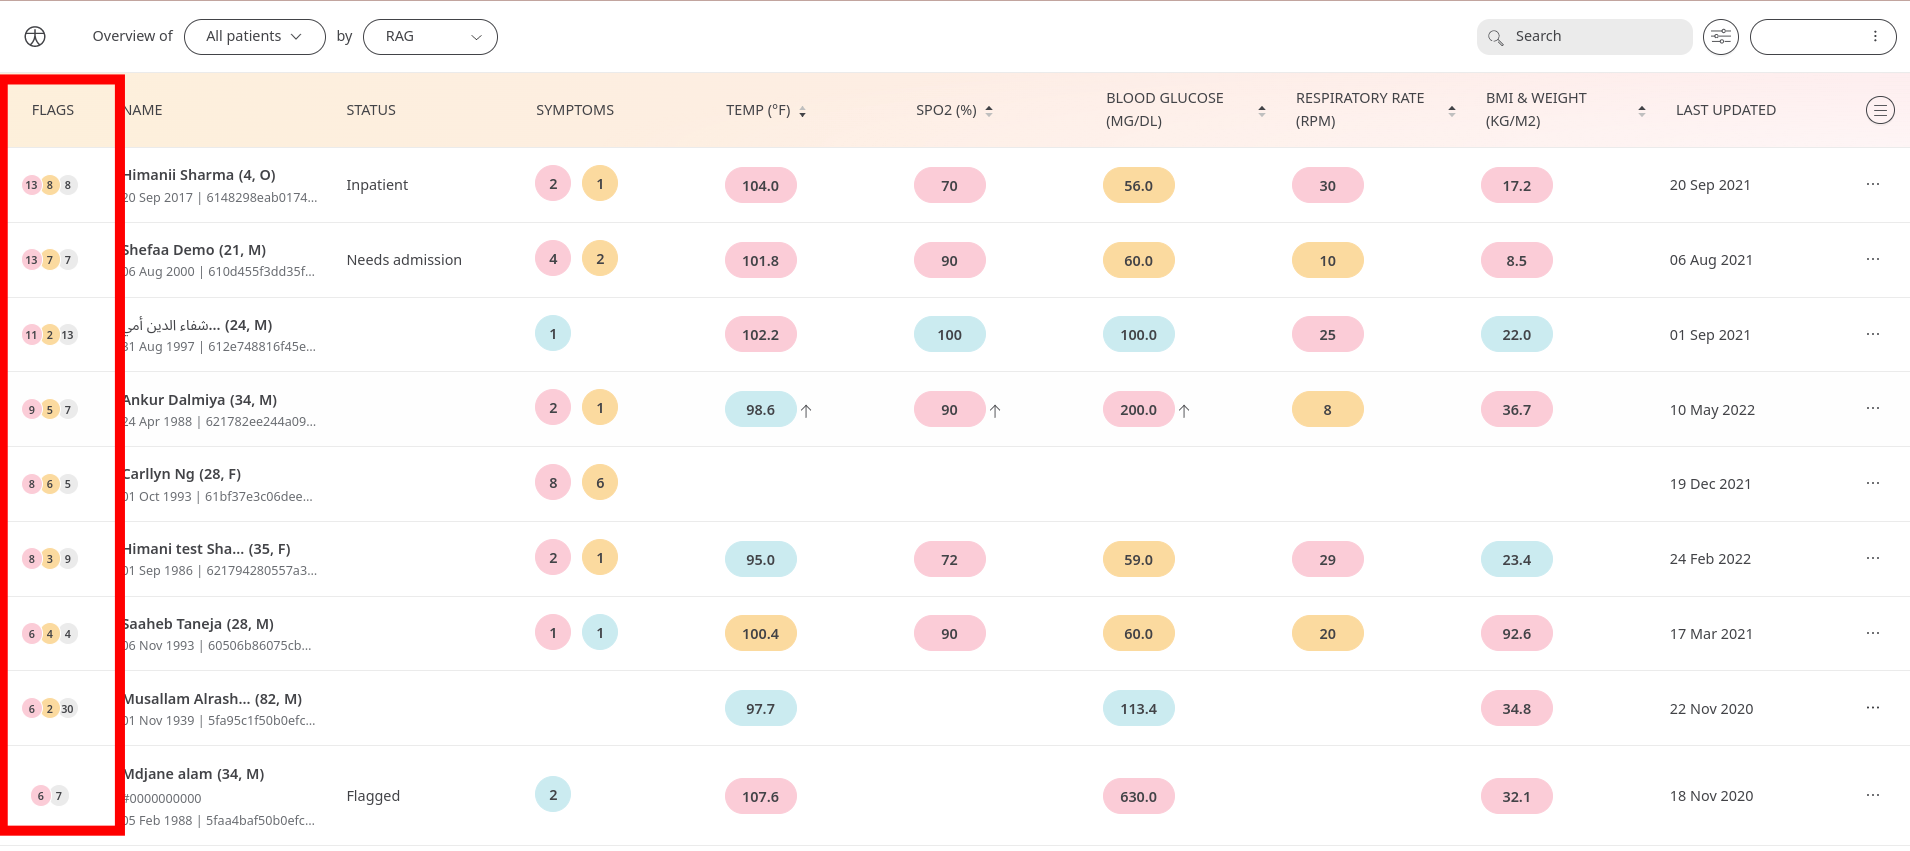 Overview of All patients by RAG Search
FLAGS NAME STATUS SYMPTOMS TEMP (°F) SPO2 (%) BLOOD GLUCOSE (MG/DL) RESPIRATORY RATE (RPM) BMI & WEIGHT (KG/M2) LAST UPDATED
13 8 8 Himanii Sharma (4, O) Inpatient 2 1 104.0 70 56.0 30 17.2 20 Sep 2021 ...
20 Sep 2017 | 6148298eab0174...
13 7 7 Shefaa Demo (21, M) Needs admission 4 2 101.8 90 60.0 10 8.5 06 Aug 2021 ...
06 Aug 2000 | 610d455f3dd35f...
11 2 13 شفاء الدين أمي... (24, M) 1 102.2 100 100.0 25 22.0 01 Sep 2021 ...
31 Aug 1997 | 612e748816f45e...
9 5 7 Ankur Dalmiya (34, M) 2 1 98.6 ↑ 90 ↑ 200.0 ↑ 8 36.7 10 May 2022 ...
24 Apr 1988 | 621782ee244a09...
8 6 5 Carllyn Ng (28, F) 8 6 19 Dec 2021 ...
01 Oct 1993 | 61bf37e3c06dee...
8 3 9 Himani test Sha... (35, F) 2 1 95.0 72 59.0 29 23.4 24 Feb 2022 ...
01 Sep 1986 | 621794280557a3...
6 4 4 Saaheb Taneja (28, M) 1 1 100.4 90 60.0 20 92.6 17 Mar 2021 ...
06 Nov 1993 | 60506b86075cb...
6 2 30 Musallam Alrash... (82, M) 97.7 113.4 34.8 22 Nov 2020 ...
01 Nov 1939 | 5fa95c1f50b0efc...
6 7 Mdjane alam (34, M) Flagged 2 107.6 630.0 32.1 18 Nov 2020 ...
#0000000000
05 Feb 1988 | 5faa4baf50b0efc...